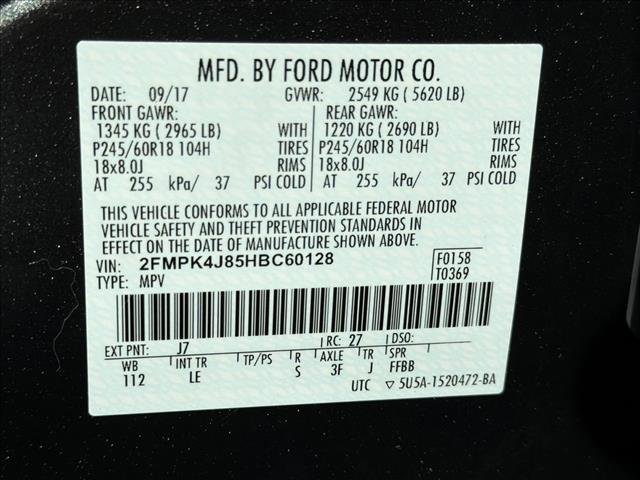 MFD. BY FORD MOTOR CO.
DATE: 09/17 GVWR: 2549 KG ( 5620 LB)
FRONT GAWR: REAR GAWR:
1345 KG ( 2965 LB) WITH 1220 KG ( 2690 LB) WITH
P245/60R18 104H TIRES P245/60R18 104H TIRES
18x8.0J RIMS 18x8.0J RIMS
AT 255 kPa/ 37 PSI COLD AT 255 kPa/ 37 PSI COLD
THIS VEHICLE CONFORMS TO ALL APPLICABLE FEDERAL MOTOR
VEHICLE SAFETY AND THEFT PREVENTION STANDARDS IN
EFFECT ON THE DATE OF MANUFACTURE SHOWN ABOVE.
VIN: 2FMPK4J85HBC60128 F0158
TYPE: MPV T0369
EXT PNT: J7 RC: 27 DSO:
WB INT TR TP/PS R AXLE TR SPR
112 LE S 3F J FFBB
UTC ▽5U5A-1520472-BA